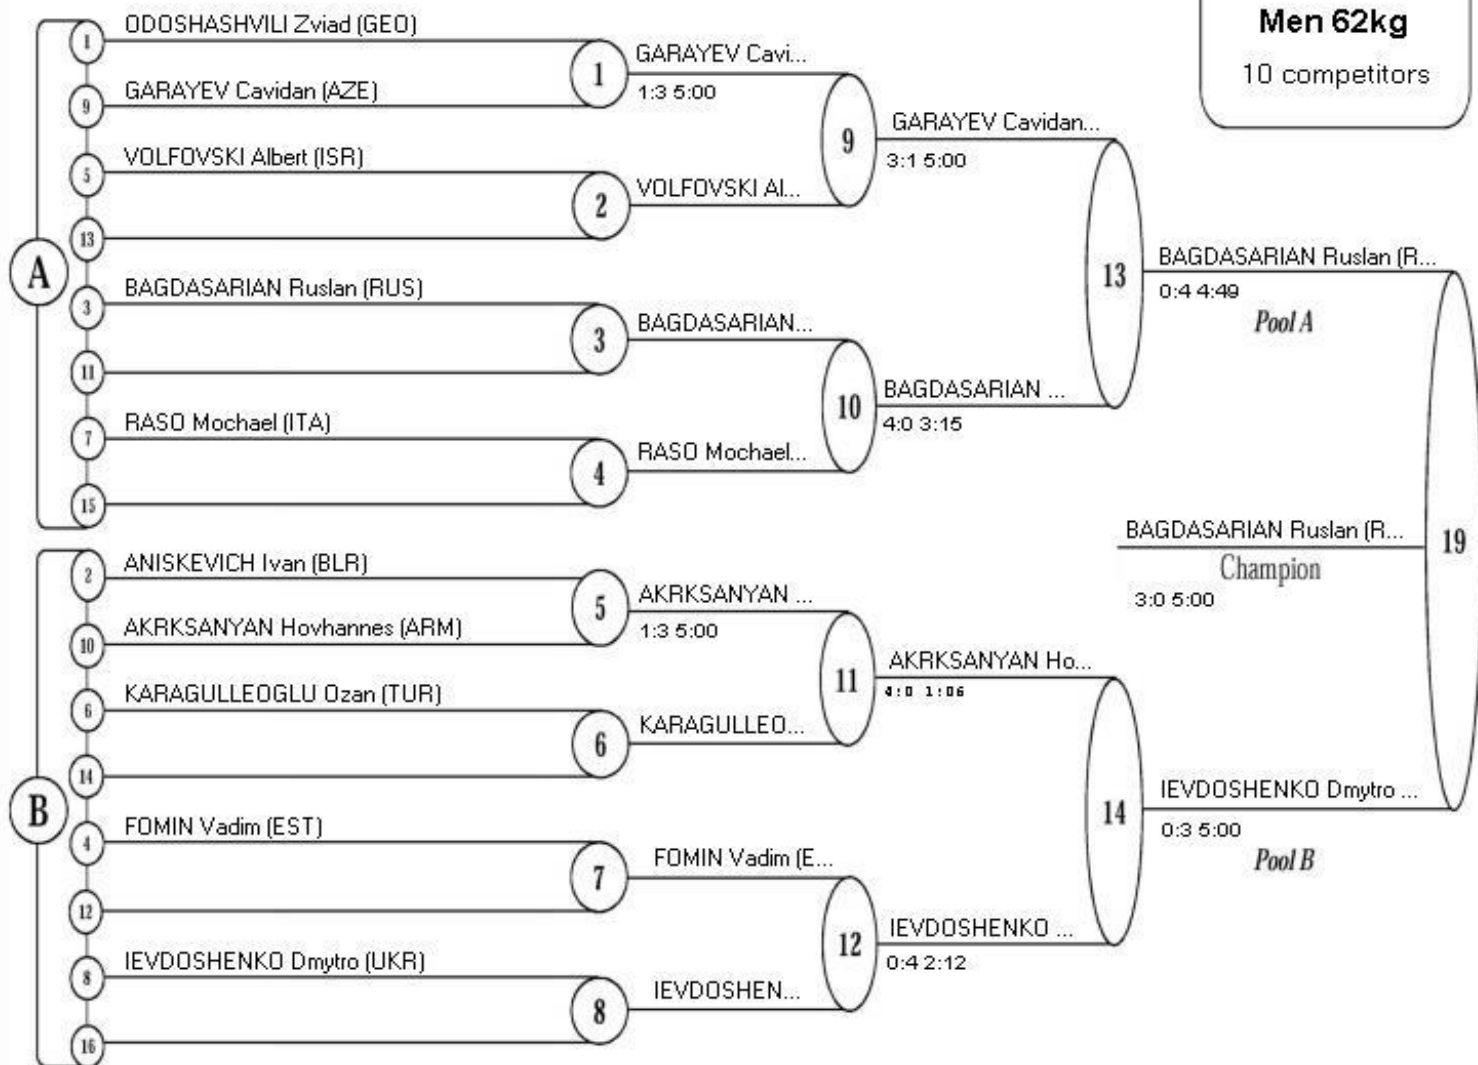 Men 62kg
10 competitors
A
1
ODOSHASHVILI Zviad (GEO)
9
GARAYEV Cavidan (AZE)
1
GARAYEV Cavi...
1:3 5:00
5
VOLFOVSKI Albert (ISR)
13
2
VOLFOVSKI Al...
9
GARAYEV Cavidan...
3:1 5:00
3
BAGDASARIAN Ruslan (RUS)
11
3
BAGDASARIAN...
7
RASO Mochael (ITA)
15
4
RASO Mochael...
10
BAGDASARIAN ...
4:0 3:15
13
BAGDASARIAN Ruslan (R...
0:4 4:49
Pool A
B
2
ANISKEVICH Ivan (BLR)
10
AKRKSANYAN Hovhannes (ARM)
5
AKRKSANYAN ...
1:3 5:00
6
KARAGULLEOGLU Ozan (TUR)
14
6
KARAGULLEO...
11
AKRKSANYAN Ho...
4:0 1:06
4
FOMIN Vadim (EST)
12
7
FOMIN Vadim (E...
8
IEVDOSHENKO Dmytro (UKR)
16
8
IEVDOSHEN...
12
IEVDOSHENKO ...
0:4 2:12
14
IEVDOSHENKO Dmytro ...
0:3 5:00
Pool B
19
BAGDASARIAN Ruslan (R...
Champion
3:0 5:00